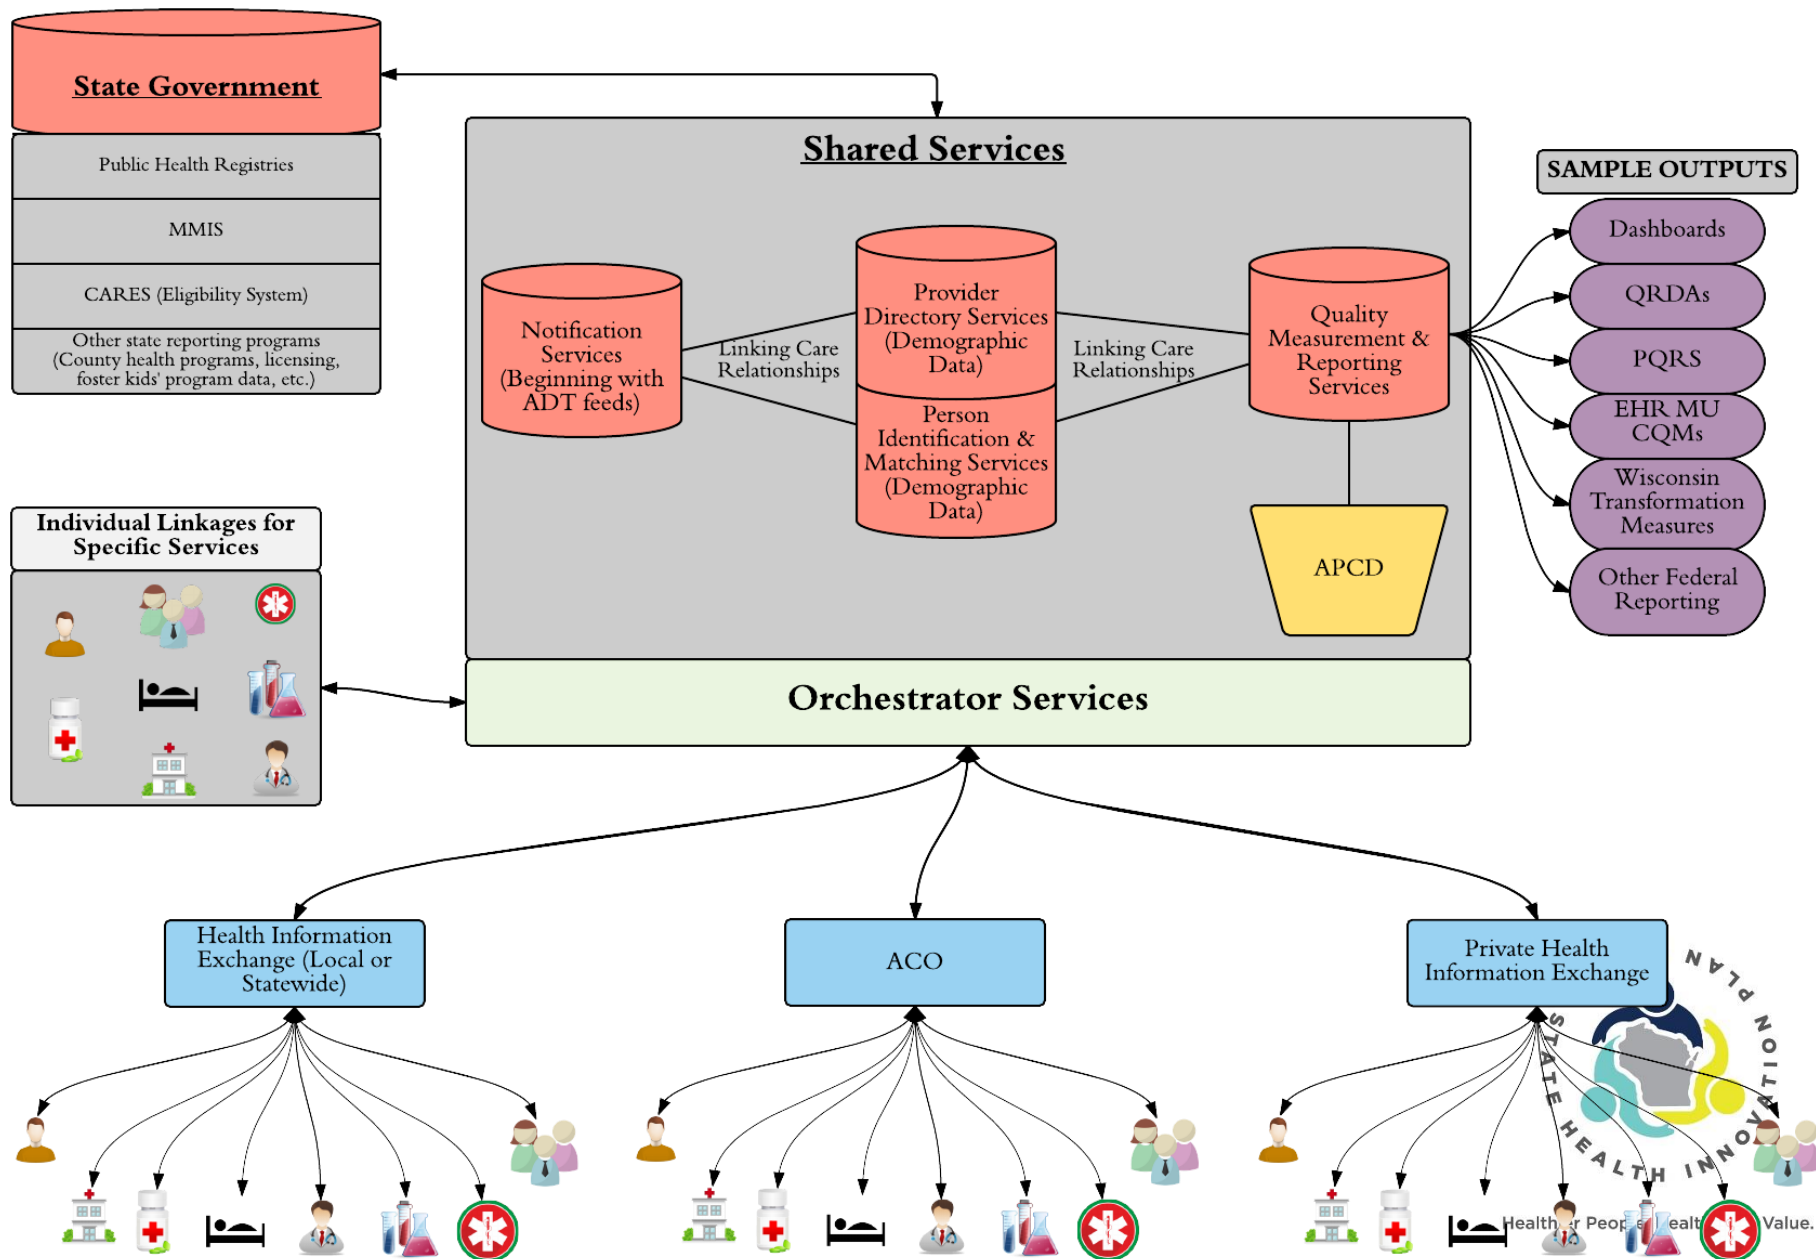 State Government
Public Health Registries
MMIS
CARES (Eligibility System)
Other state reporting programs
(County health programs, licensing,
foster kids' program data, etc.)
Shared Services
Notification
Services
(Beginning with
ADT feeds)
Linking Care
Relationships
Provider
Directory Services
(Demographic
Data)
Person
Identification &
Matching Services
(Demographic
Data)
Linking Care
Relationships
Quality
Measurement &
Reporting
Services
APCD
SAMPLE OUTPUTS
Dashboards
QRDAs
PQRS
EHR MU
CQMs
Wisconsin
Transformation
Measures
Other Federal
Reporting
Individual Linkages for
Specific Services
Orchestrator Services
Health Information
Exchange (Local or
Statewide)
ACO
Private Health
Information Exchange
STATE HEALTH INNOVATION PLAN
Value.